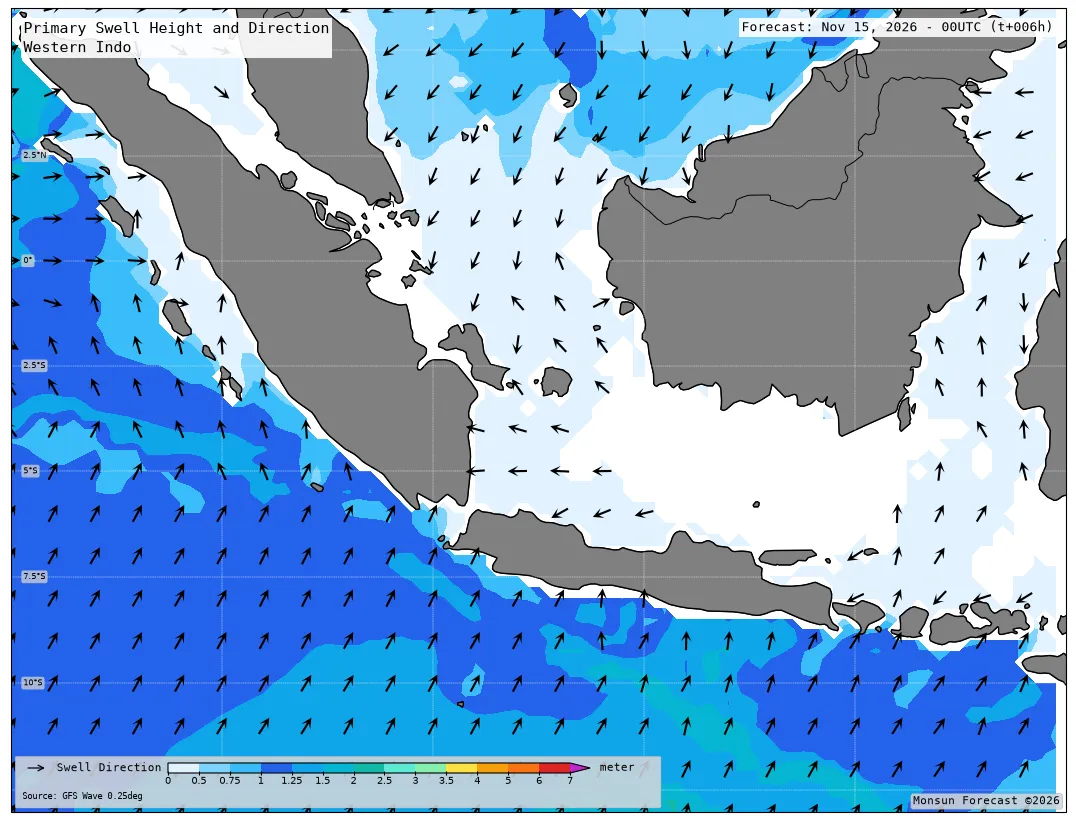 Primary Swell Height and Direction
Western Indo
Forecast: Nov 15, 2026 - 00UTC (t+006h)
2.5°N
0°
2.5°S
5°S
7.5°S
10°S
Swell Direction
0 0.5 0.75 1 1.25 1.5 2 2.5 3 3.5 4 5 6 7
meter
Source: GFS Wave 0.25deg
Monsun Forecast ©2026